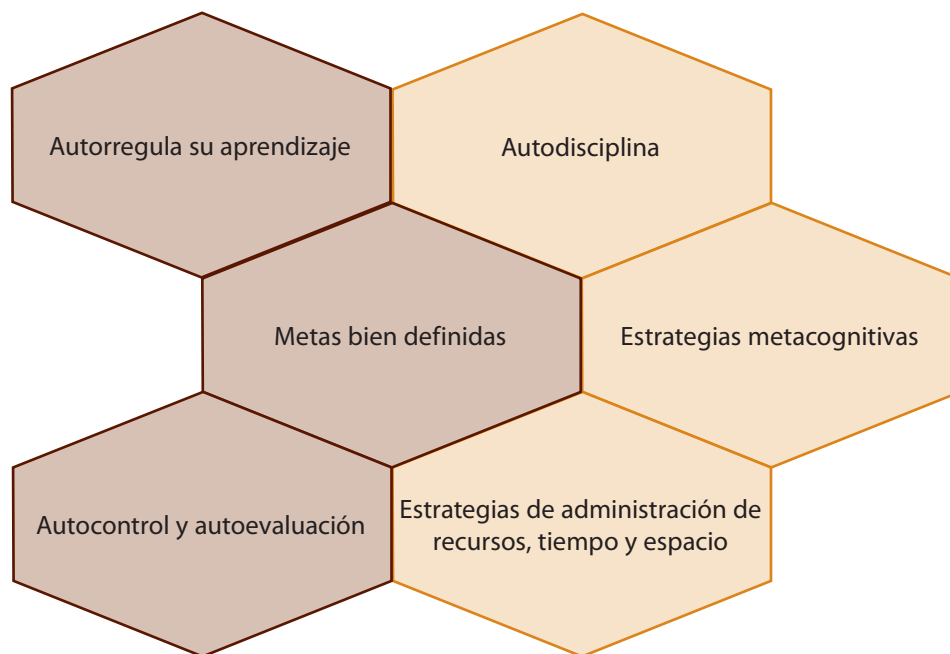 Autorregula su aprendizaje
Autodisciplina
Metas bien definidas
Estrategias metacognitivas
Autocontrol y autoevaluación
Estrategias de administración de
recursos, tiempo y espacio